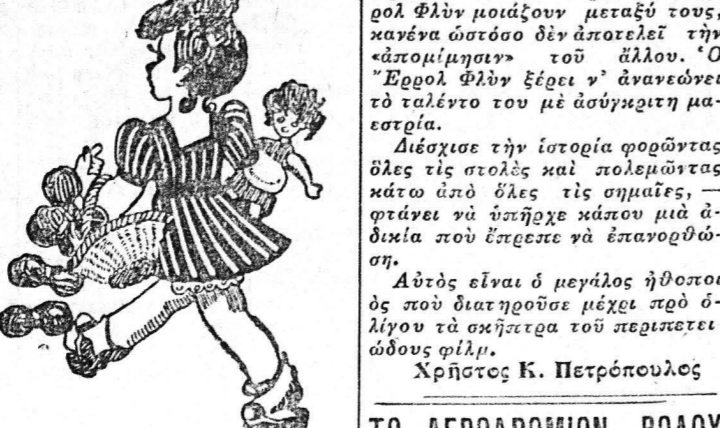 ρολ Φλὺν μοιάζουν μεταξύ τους,
κανένα ὡστόσο δὲν ἀποτελεῖ τὴν
«ἀπομίμησιν» τοῦ ἄλλου. Ὁ
Ἔρρολ Φλὺν ξέρει ν' ἀνανεώνει
τὸ ταλέντο του μὲ ἀσύγκριτη μα-
εστρία.
Διέσχισε τὴν ἱστορία φορῶντας
ὅλες τὶς στολὲς καὶ πολεμῶντας
κάτω ἀπὸ ὅλες τὶς σημαῖες, —
φτάνει νὰ ὑπῆρχε κάπου μιὰ ἀ-
δικία ποὺ ἔπρεπε νὰ ἐπανορθώ-
ση.
Αὐτὸς εἶναι ὁ μεγάλος ἠθοποι
ὸς ποὺ διατηροῦσε μέχρι πρὸ ὀ-
λίγου τὰ σκῆπτρα τοῦ περιπετει
ώδους φίλμ.
Χρῆστος Κ. Πετρόπουλος
ΤΟ ΑΕΡΟΔΡΟΜΙΟΝ ΡΟΔΟΥ